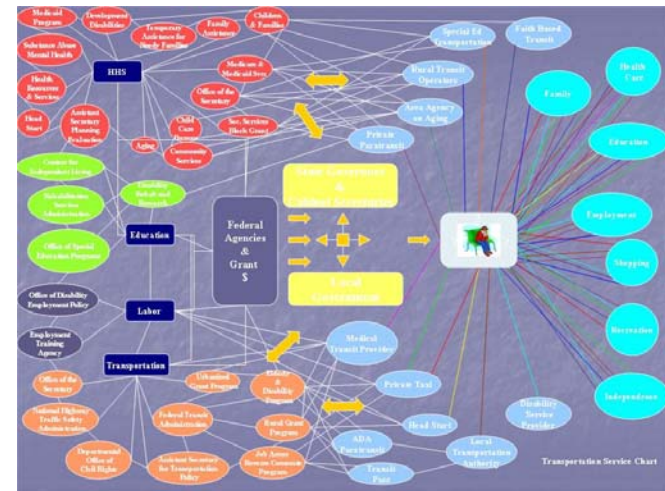 Medicaid
Program
Development
Disabilities
Temporary
Assistance for
Needy Families
Family
Assistance
Children
& Families
Substance Abuse
Mental Health
HHS
Medicare &
Medicaid Svcs
Health
Resources
& Services
Office of the
Secretary
Head
Start
Assistant
Secretary
Planning
Evaluation
Child
Care
Soc. Services
Block Grant
Aging
Community
Services
Special Ed
Transportation
Faith Based
Transit
Rural Transit
Operators
Area Agency
on Aging
Private
Paratransit
Family
Health
Care
Education
Employment
Shopping
Recreation
Independence
Center for
Independent Living
Disability
Rehab and
Research
Rehabilitation
Service
Administration
Office of Special
Education Programs
Education
Federal
Agencies
&
Grant
$
State Governor
&
Cabinet Secretaries
Local
Government
Office of Disability
Employment Policy
Labor
Employment
Training
Agency
Transportation
Office of the
Secretary
Urbanized
Grant Program
Elderly
& Disability
Program
National Highway
Traffic Safety
Administration
Federal Transit
Administration
Rural Grant
Program
Departmental
Office of
Civil Rights
Assistant Secretary
for Transportation
Policy
Job Access
Reverse Commute
Program
Medical
Transit Provider
Private Taxi
Head Start
ADA
Paratransit
Transit
Pass
Local
Transportation
Authority
Disability
Service
Provider
Transportation Service Chart